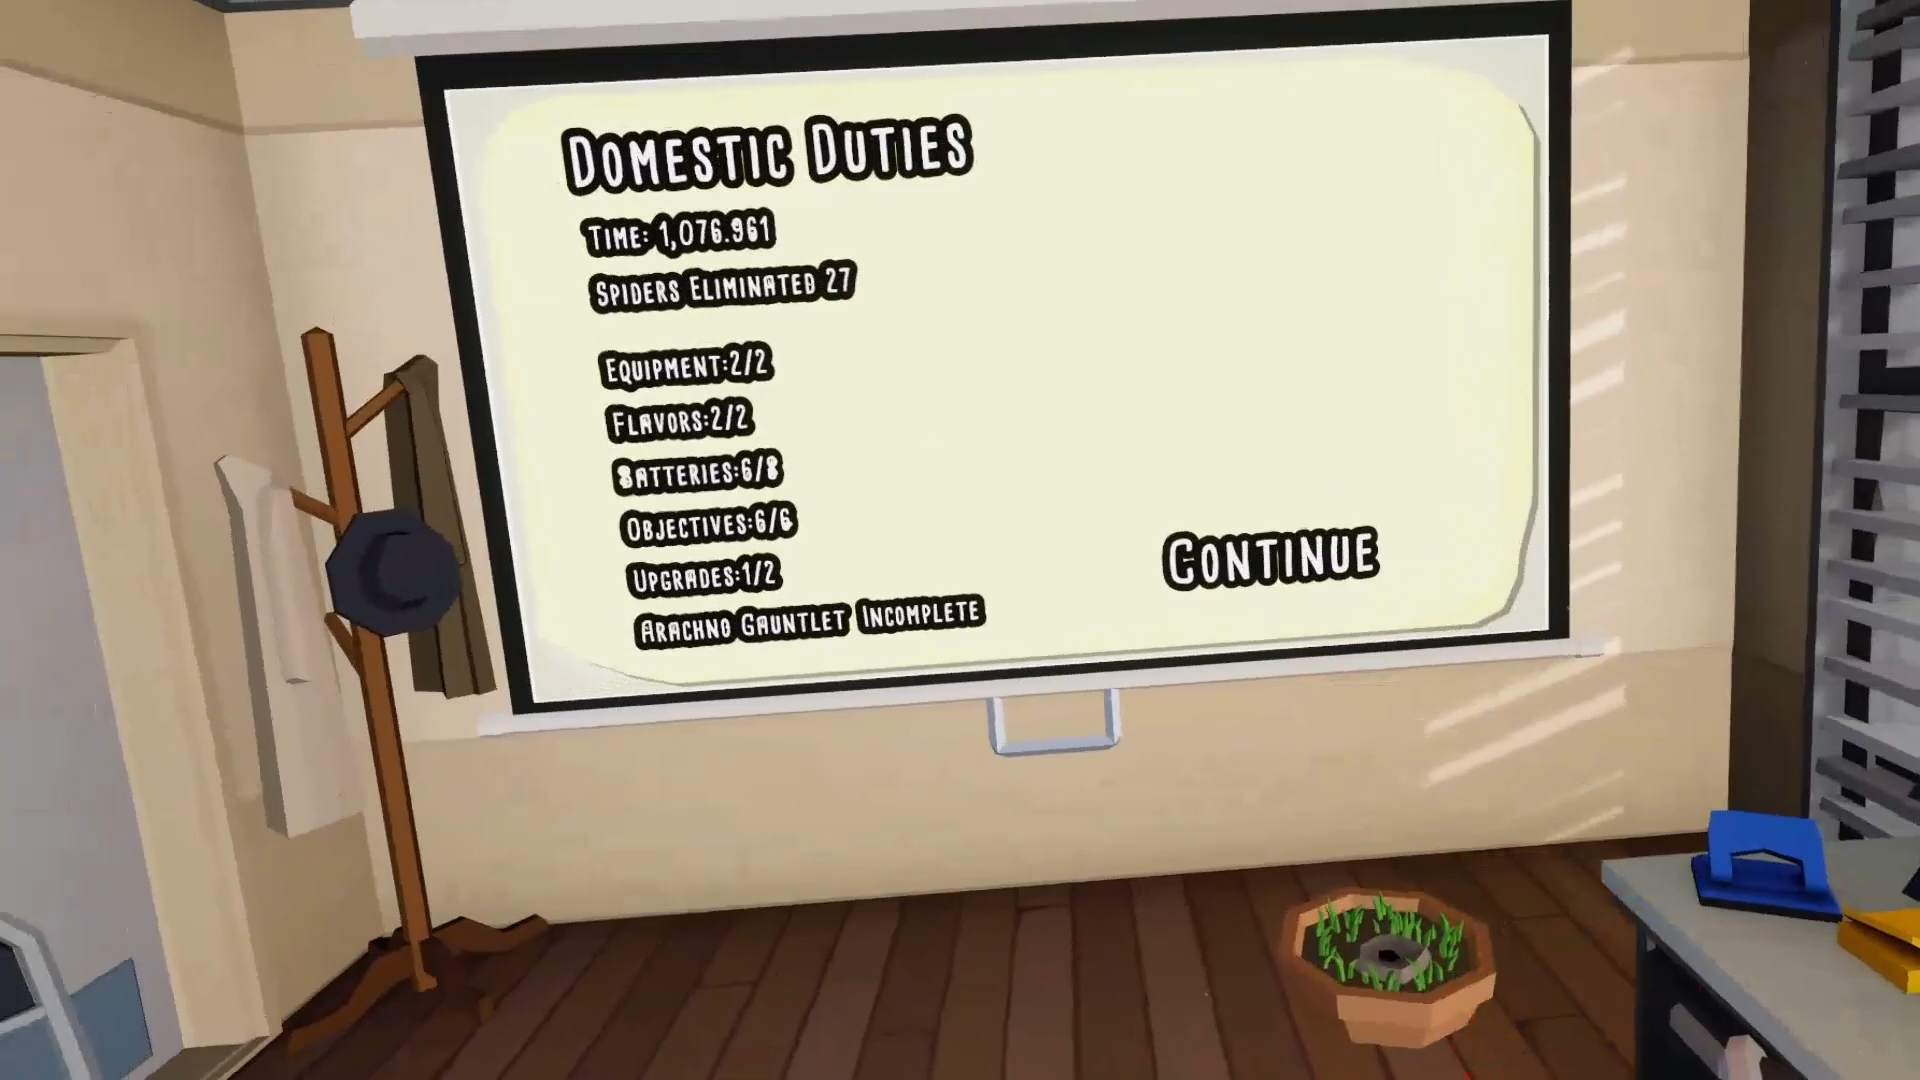 Domestic Duties
Time: 1,076.961
Spiders Eliminated 27
Equipment:2/2
Flavors:2/2
Batteries:6/8
Objectives:6/6
Upgrades:1/2
Arachno Gauntlet Incomplete
Continue